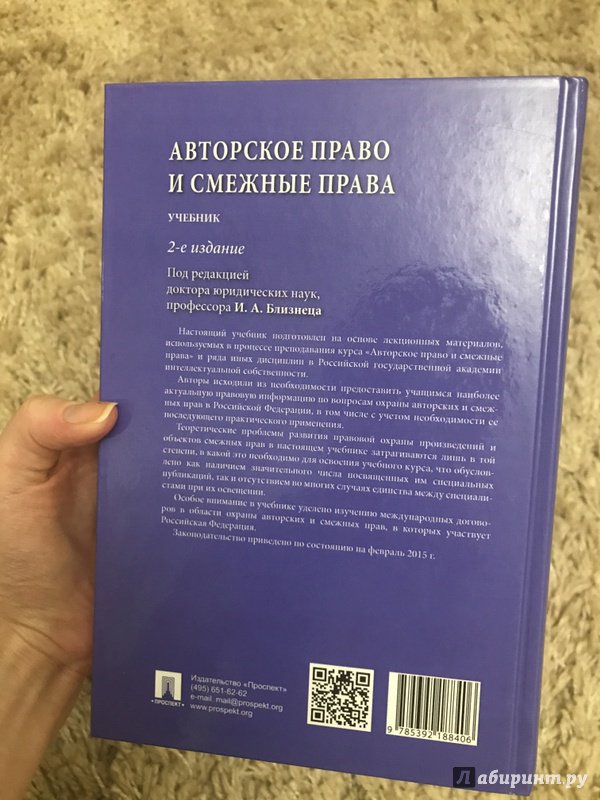 АВТОРСКОЕ ПРАВО
И СМЕЖНЫЕ ПРАВА
УЧЕБНИК
2-е издание
Под редакцией
доктора юридических наук,
профессора И. А. Близнеца
Настоящий учебник подготовлен на основе лекционных материалов,
используемых в процессе преподавания курса «Авторское право и смежные
права» и ряда иных дисциплин в Российской государственной академии
интеллектуальной собственности.
Авторы исходили из необходимости предоставить учащимся наиболее
актуальную правовую информацию по вопросам охраны авторских и смеж-
ных прав в Российской Федерации, в том числе с учетом необходимости ее
последующего практического применения.
Теоретические проблемы развития правовой охраны произведений и
объектов смежных прав в настоящем учебнике затрагиваются лишь в той
степени, в какой это необходимо для освоения учебного курса, что обуслов-
лено как наличием значительного числа посвященных им специальных
публикаций, так и отсутствием во многих случаях единства между специали-
стами при их освещении.
Особое внимание в учебнике уделено изучению международных догово-
ров в области охраны авторских и смежных прав, в которых участвует
Российская Федерация.
Законодательство приведено по состоянию на февраль 2015 г.
•ПРОСПЕКТ•
Издательство «Проспект»
(495) 651-62-62
e-mail: mail@prospekt.org
www.prospekt.org
9 785392 188406
Лабиринт.ру